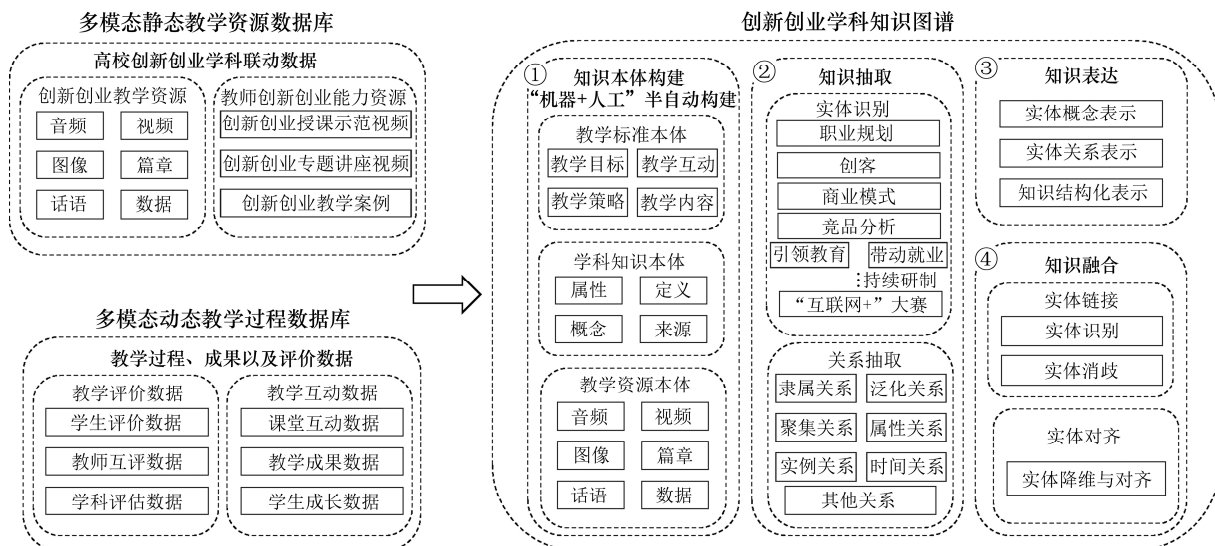 多模态静态教学资源数据库
高校创新创业学科联动数据
创新创业教学资源
音频 视频
图像 篇章
话语 数据
教师创新创业能力资源
创新创业授课示范视频
创新创业专题讲座视频
创新创业教学案例
多模态动态教学过程数据库
教学过程、成果以及评价数据
教学评价数据
学生评价数据
教师互评数据
学科评估数据
教学互动数据
课堂互动数据
教学成果数据
学生成长数据
创新创业学科知识图谱
①
知识本体构建
“机器+人工”半自动构建
教学标准本体
教学目标 教学互动
教学策略 教学内容
学科知识本体
属性 定义
概念 来源
教学资源本体
音频 视频
图像 篇章
话语 数据
②
知识抽取
实体识别
职业规划
创客
商业模式
竞品分析
引领教育 带动就业
⋮持续研制
“互联网+”大赛
关系抽取
隶属关系 泛化关系
聚集关系 属性关系
实例关系 时间关系
其他关系
③
知识表达
实体概念表示
实体关系表示
知识结构化表示
④
知识融合
实体链接
实体识别
实体消歧
实体对齐
实体降维与对齐